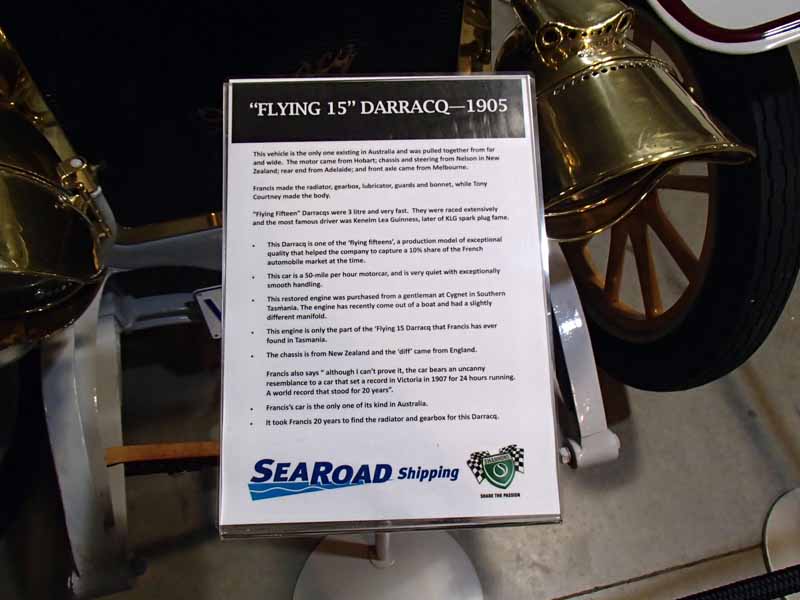 "FLYING 15" DARRACQ—1905
This vehicle is the only one existing in Australia and was pulled together from far
and wide. The motor came from Hobart; chassis and steering from Nelson in New
Zealand; rear end from Adelaide; and front axle came from Melbourne.
Francis made the radiator, gearbox, lubricator, guards and bonnet, while Tony
Courtney made the body.
"Flying Fifteen" Darracqs were 3 litre and very fast. They were raced extensively
and the most famous driver was Kenelm Lea Guinness, later of KLG spark plug fame.
• This Darracq is one of the 'flying fifteens', a production model of exceptional
quality that helped the company to capture a 10% share of the French
automobile market at the time.
• This car is a 50-mile per hour motorcar, and is very quiet with exceptionally
smooth handling.
• This restored engine was purchased from a gentleman at Cygnet in Southern
Tasmania. The engine has recently come out of a boat and had a slightly
different manifold.
• This engine is only the part of the 'Flying 15 Darracq that Francis has ever
found in Tasmania.
• The chassis is from New Zealand and the 'diff' came from England.
Francis also says " although I can't prove it, the car bears an uncanny
resemblance to a car that set a record in Victoria in 1907 for 24 hours running.
A world record that stood for 20 years".
• Francis's car is the only one of its kind in Australia.
• It took Francis 20 years to find the radiator and gearbox for this Darracq.
SEAROAD Shipping
SHARE THE PASSION